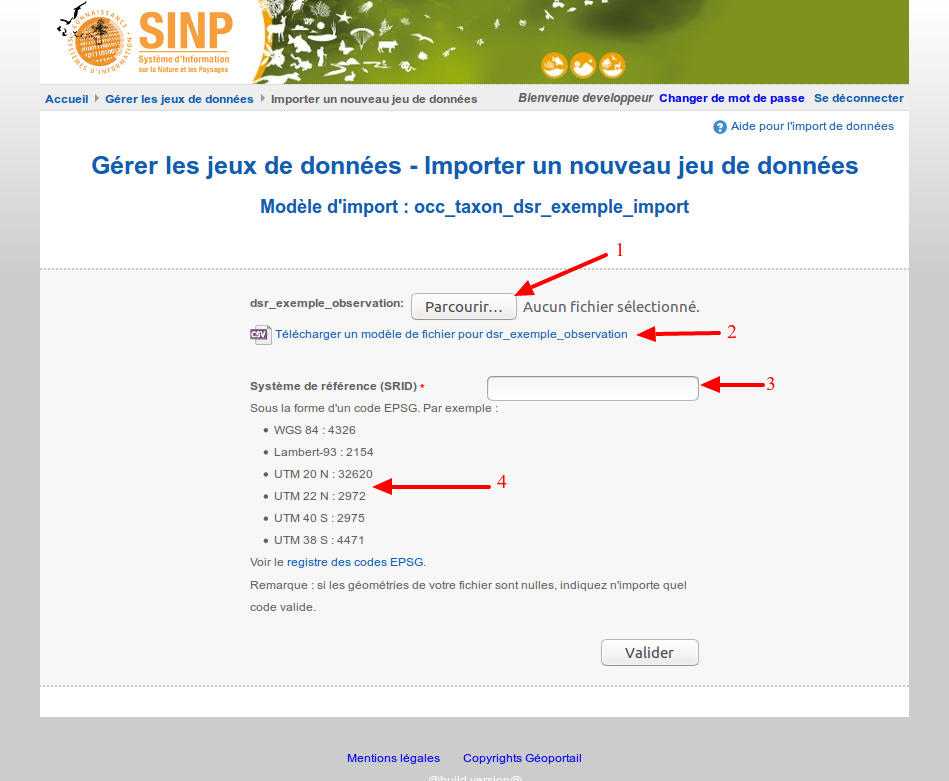 CONNAISSANCE
SYSTÈMES D'INFORMATION
SINP
Système d'Information
sur la Nature et les Paysages
Accueil Gérer les jeux de données Importer un nouveau jeu de données Bienvenue developpeur Changer de mot de passe Se déconnecter
? Aide pour l'import de données
Gérer les jeux de données - Importer un nouveau jeu de données
Modèle d'import : occ_taxon_dsr_exemple_import
1
dsr_exemple_observation: Parcourir... Aucun fichier sélectionné.
CSV Télécharger un modèle de fichier pour dsr_exemple_observation 2
Système de référence (SRID) * 3
Sous la forme d'un code EPSG. Par exemple :
• WGS 84 : 4326
• Lambert-93 : 2154
• UTM 20 N : 32620
4
• UTM 22 N : 2972
• UTM 40 S : 2975
• UTM 38 S : 4471
Voir le registre des codes EPSG.
Remarque : si les géométries de votre fichier sont nulles, indiquez n'importe quel
code valide.
Valider
Mentions légales Copyrights Géoportail
@build.version@